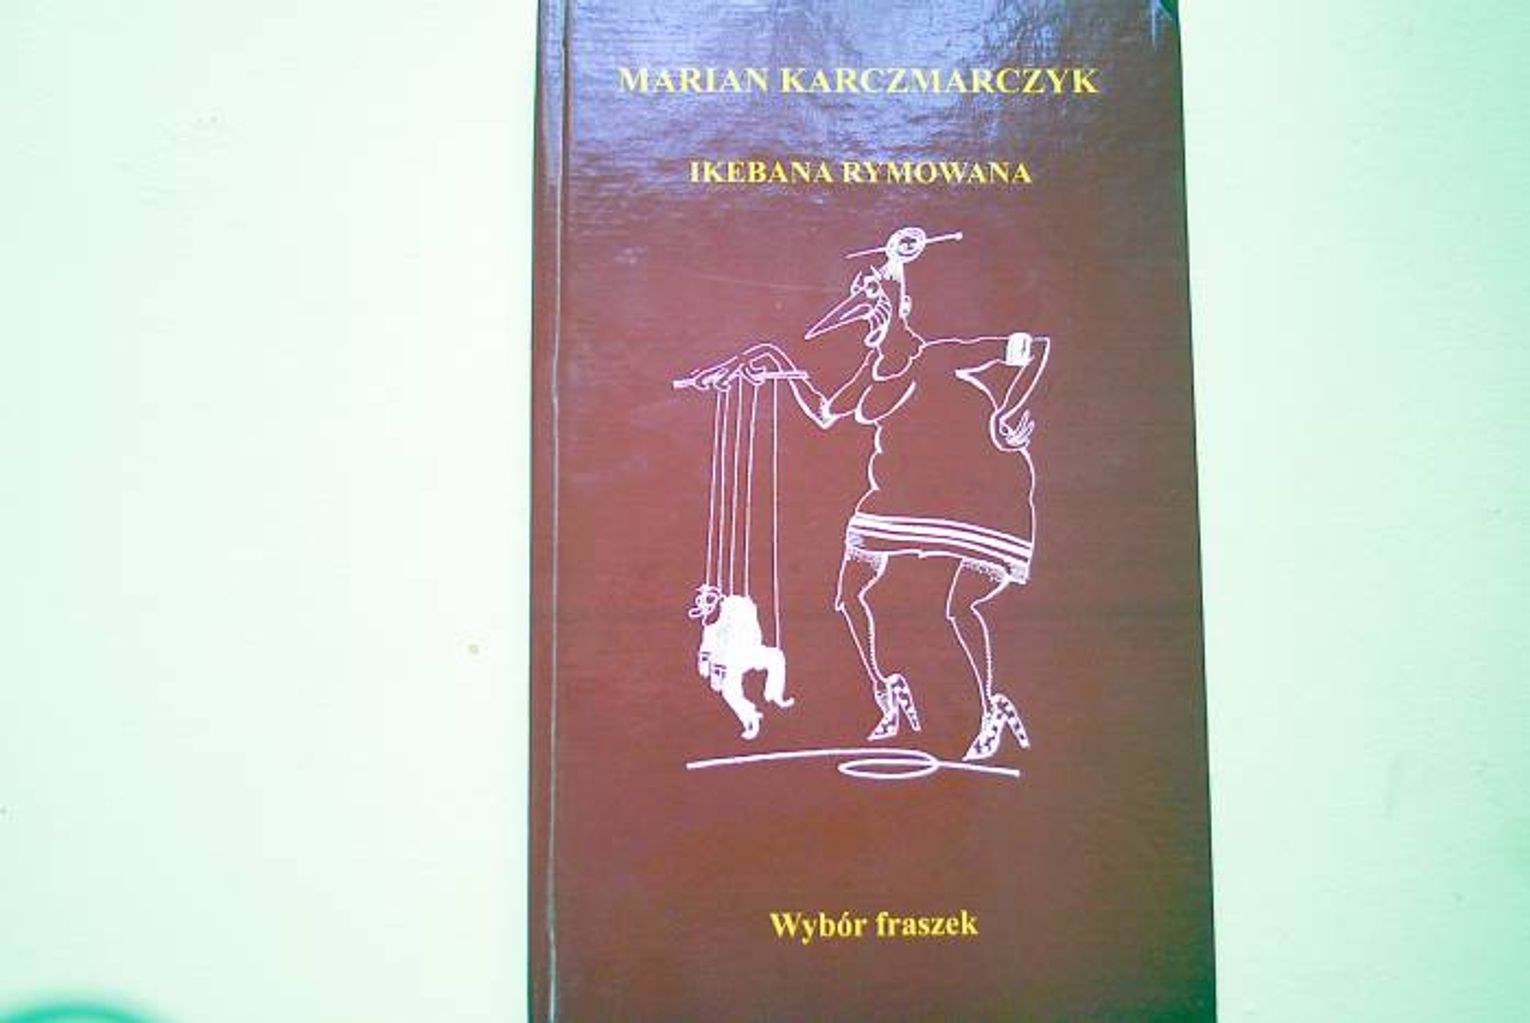 MARIAN KARCZMARCZYK
IKEBANA RYMOWANA
Wybór fraszek